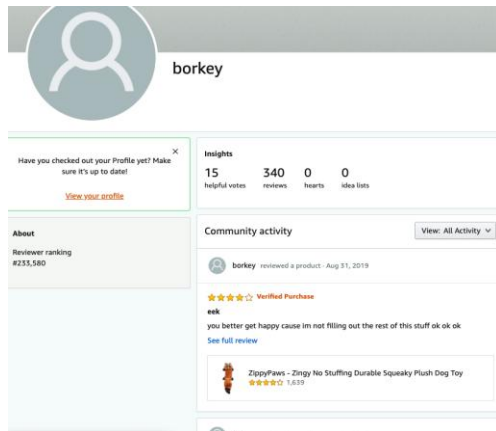 borkey
Have you checked out your Profile yet? Make
sure it's up to date!
View your profile
About
Reviewer ranking
#233,580
Insights
15 340 0 0
helpful votes reviews hearts idea lists
Community activity
View: All Activity
borkey reviewed a product · Aug 31, 2019
Verified Purchase
eek
you better get happy cause im not filling out the rest of this stuff ok ok ok
See full review
ZippyPaws - Zingy No Stuffing Durable Squeaky Plush Dog Toy
1,639